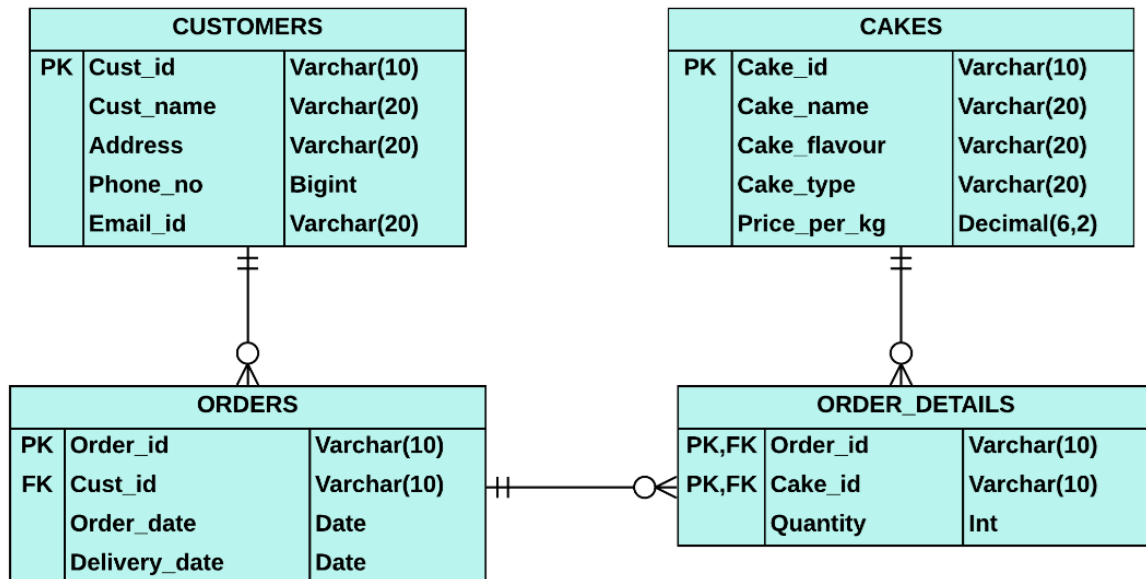 CUSTOMERS
PK Cust_id Varchar(10)
Cust_name Varchar(20)
Address Varchar(20)
Phone_no Bigint
Email_id Varchar(20)
CAKES
PK Cake_id Varchar(10)
Cake_name Varchar(20)
Cake_flavour Varchar(20)
Cake_type Varchar(20)
Price_per_kg Decimal(6,2)
ORDERS
PK Order_id Varchar(10)
FK Cust_id Varchar(10)
Order_date Date
Delivery_date Date
ORDER_DETAILS
PK,FK Order_id Varchar(10)
PK,FK Cake_id Varchar(10)
Quantity Int